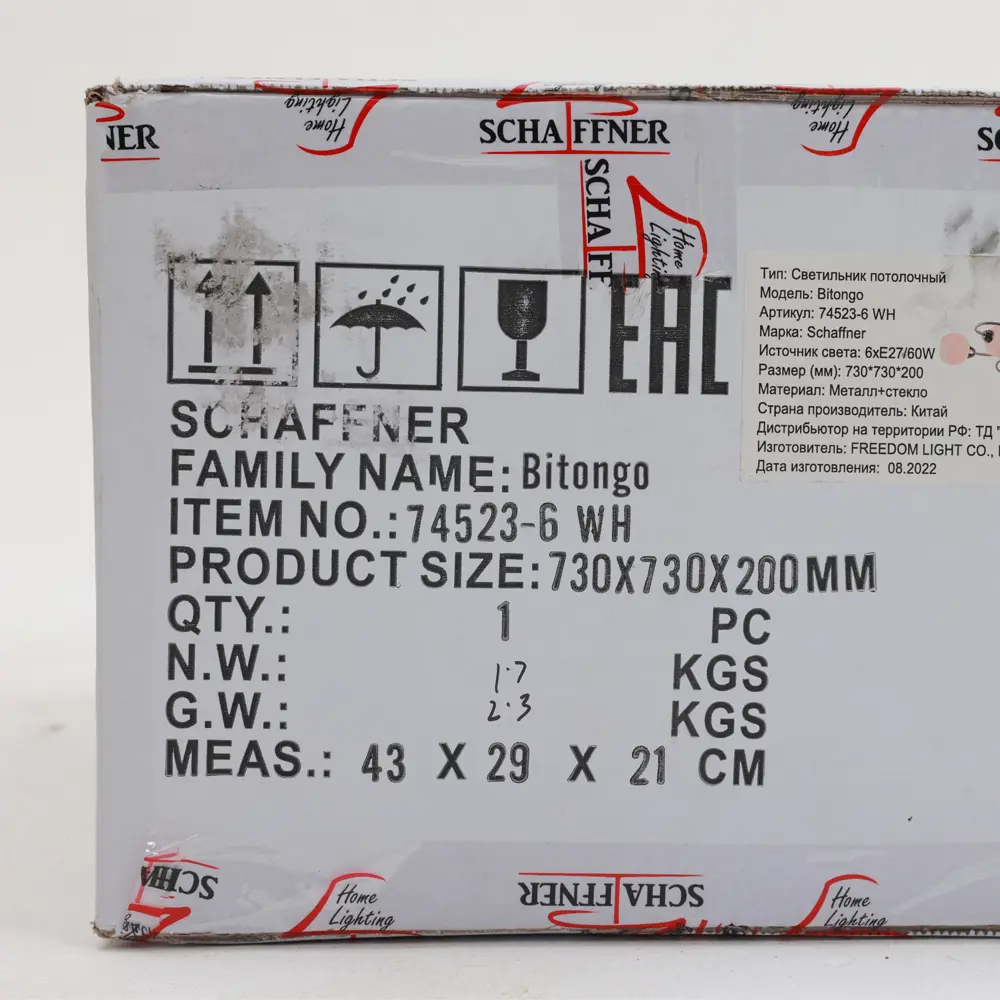 NER
Home Lighting
SCHAFFNER
Home Lighting
SCHAFF
Home Lighting
EAC
SCHAFFNER
FAMILY NAME: Bitongo
ITEM NO.: 74523-6 WH
PRODUCT SIZE: 730X730X200MM
QTY.: 1 PC
N.W.: 1.7 KGS
G.W.: 2.3 KGS
MEAS.: 43 X 29 X 21 CM
Тип: Светильник потолочный
Модель: Bitongo
Артикул: 74523-6 WH
Марка: Schaffner
Источник света: 6xE27/60W
Размер (мм): 730*730*200
Материал: Металл+стекло
Страна производитель: Китай
Дистрибьютор на территории РФ: ТД "
Изготовитель: FREEDOM LIGHT CO.,
Дата изготовления: 08.2022
SCHA
Home Lighting
SCHAFFNER
Home Lighting